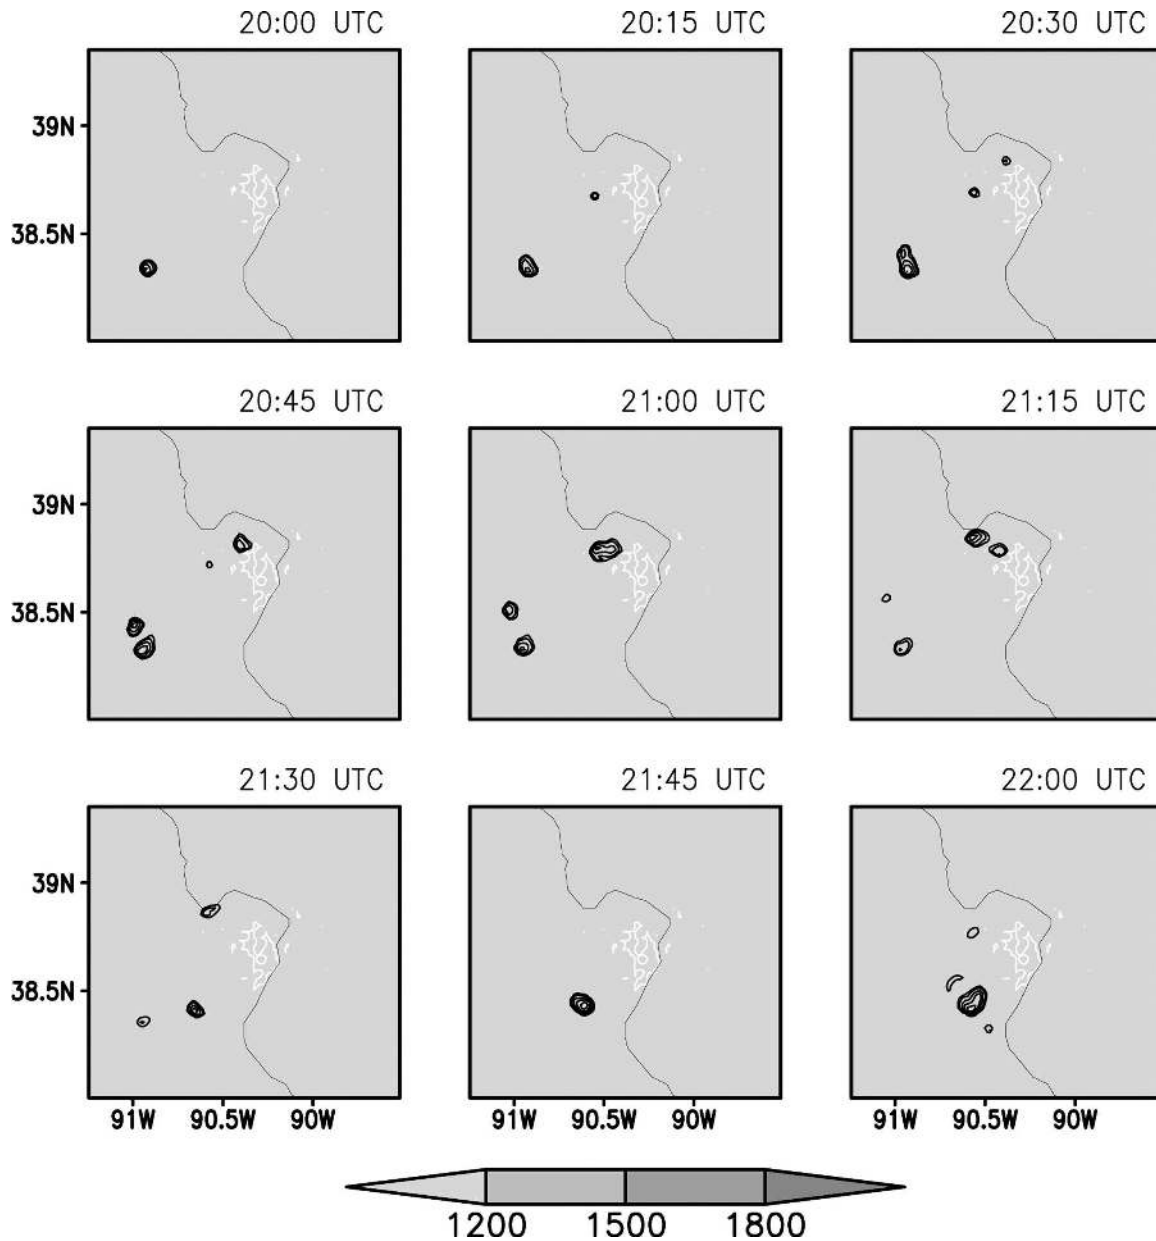 20:00 UTC
20:15 UTC
20:30 UTC
39N
38.5N
20:45 UTC
21:00 UTC
21:15 UTC
39N
38.5N
21:30 UTC
21:45 UTC
22:00 UTC
39N
38.5N
91W 90.5W 90W
91W 90.5W 90W
91W 90.5W 90W
1200 1500 1800